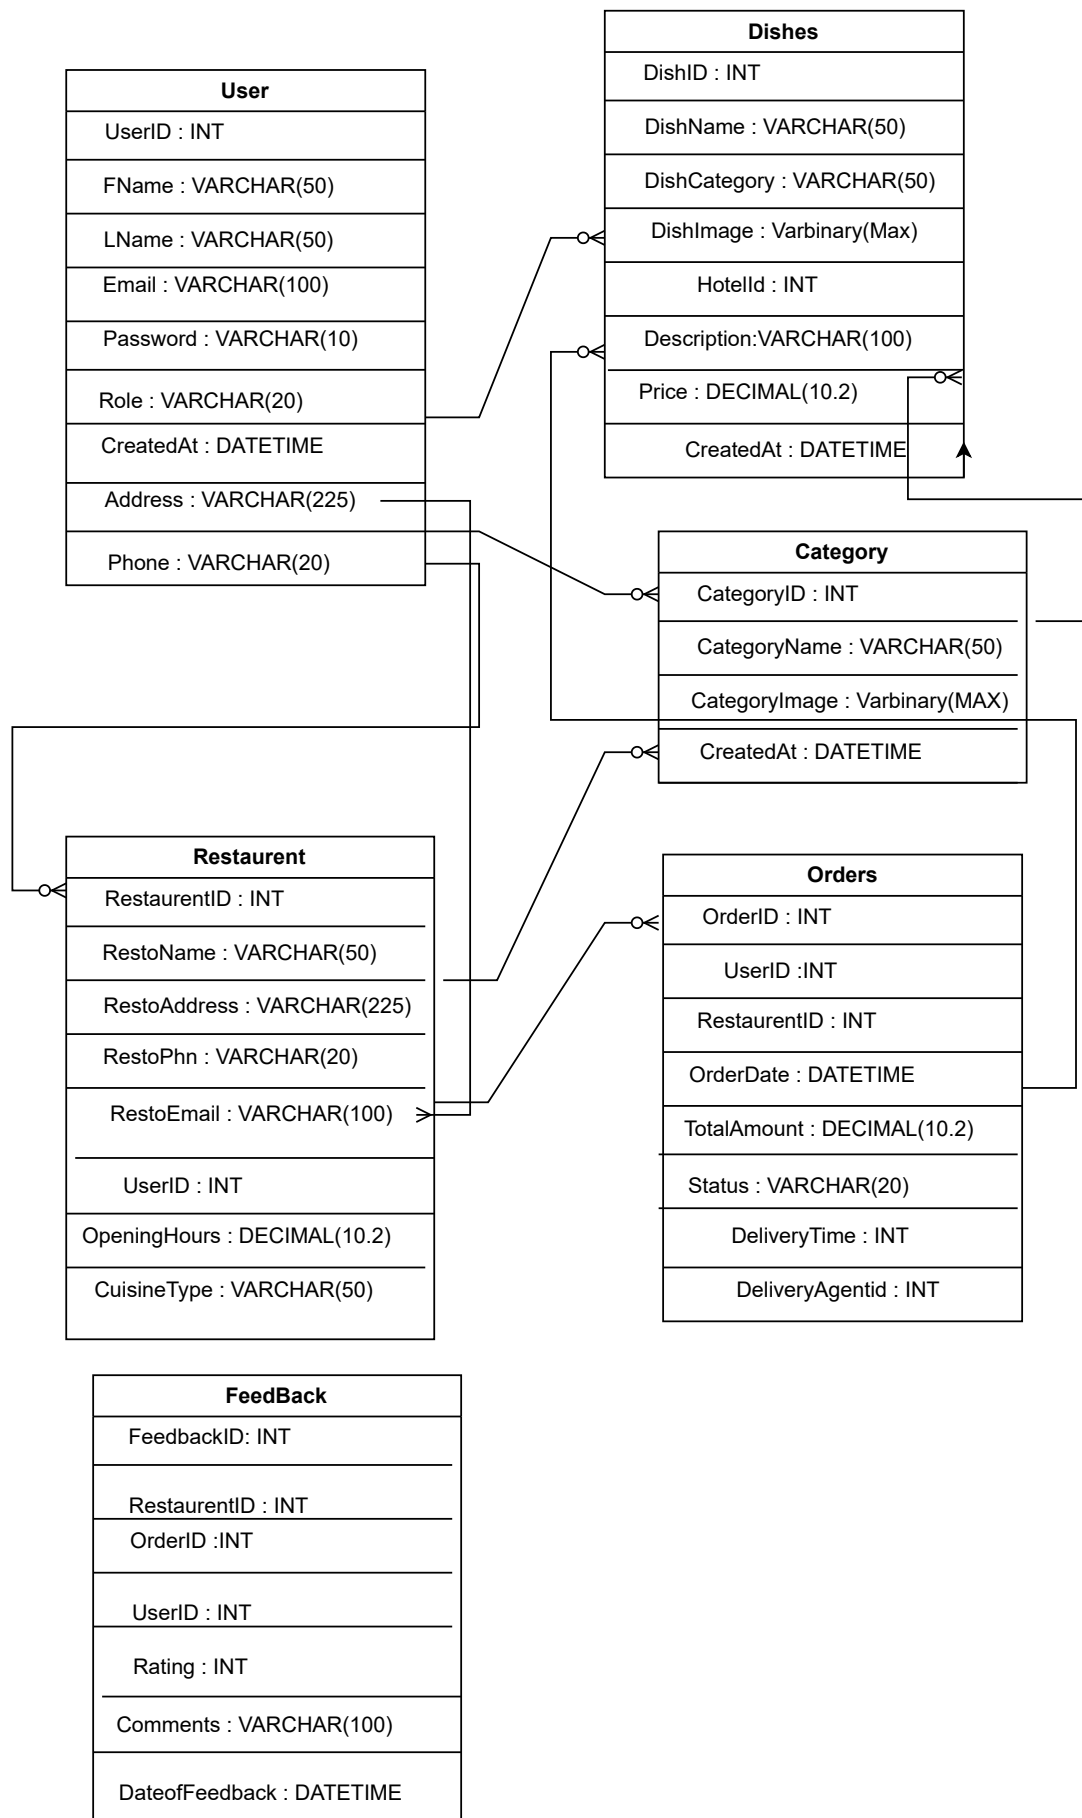 User
UserID : INT
FName : VARCHAR(50)
LName : VARCHAR(50)
Email : VARCHAR(100)
Password : VARCHAR(10)
Role : VARCHAR(20)
CreatedAt : DATETIME
Address : VARCHAR(225)
Phone : VARCHAR(20)
Dishes
DishID : INT
DishName : VARCHAR(50)
DishCategory : VARCHAR(50)
DishImage : Varbinary(Max)
HotelId : INT
Description:VARCHAR(100)
Price : DECIMAL(10.2)
CreatedAt : DATETIME
Category
CategoryID : INT
CategoryName : VARCHAR(50)
CategoryImage : Varbinary(MAX)
CreatedAt : DATETIME
Restaurent
RestaurentID : INT
RestoName : VARCHAR(50)
RestoAddress : VARCHAR(225)
RestoPhn : VARCHAR(20)
RestoEmail : VARCHAR(100)
UserID : INT
OpeningHours : DECIMAL(10.2)
CuisineType : VARCHAR(50)
Orders
OrderID : INT
UserID :INT
RestaurentID : INT
OrderDate : DATETIME
TotalAmount : DECIMAL(10.2)
Status : VARCHAR(20)
DeliveryTime : INT
DeliveryAgentid : INT
FeedBack
FeedbackID: INT
RestaurentID : INT
OrderID :INT
UserID : INT
Rating : INT
Comments : VARCHAR(100)
DateofFeedback : DATETIME